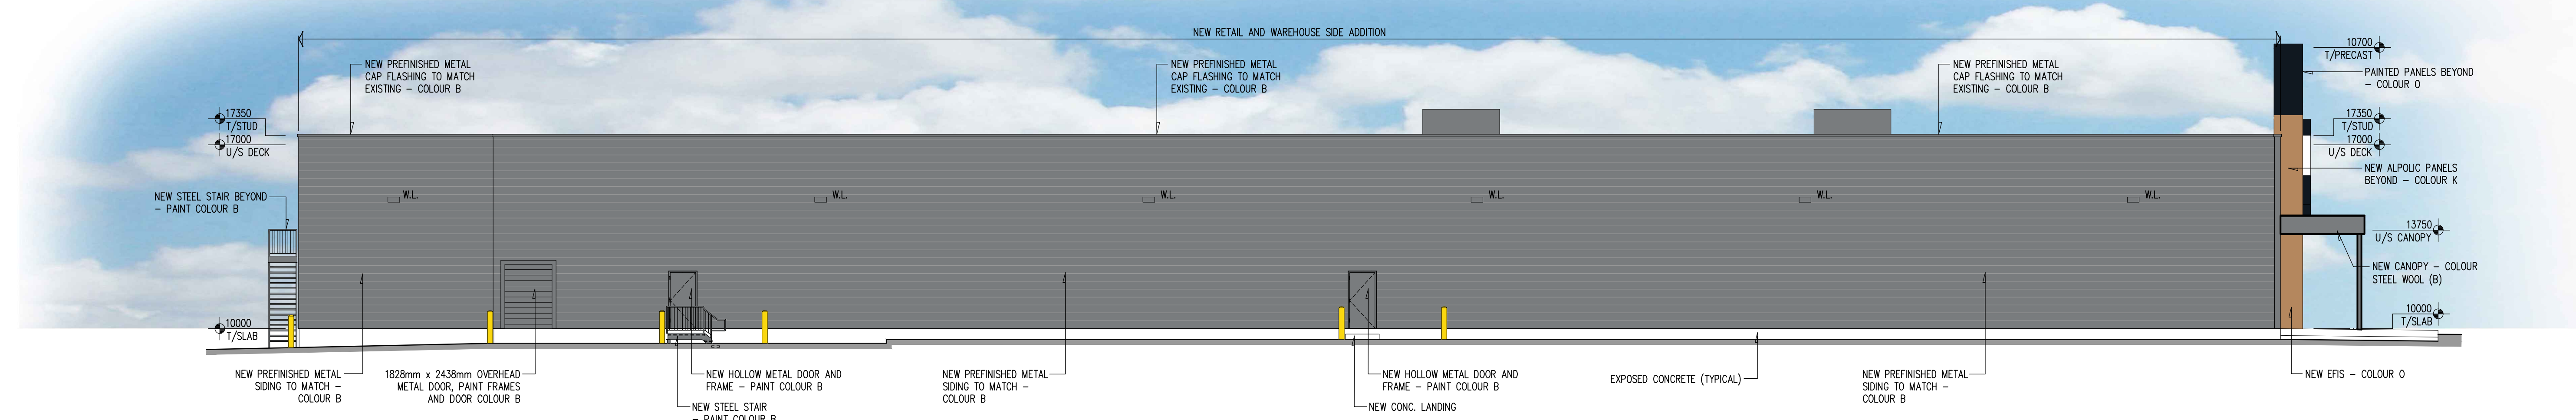 NEW RETAIL AND WAREHOUSE SIDE ADDITION
NEW PREFINISHED METAL
CAP FLASHING TO MATCH
EXISTING – COLOUR B
NEW PREFINISHED METAL
CAP FLASHING TO MATCH
EXISTING – COLOUR B
NEW PREFINISHED METAL
CAP FLASHING TO MATCH
EXISTING – COLOUR B
10700
T/PRECAST
PAINTED PANELS BEYOND
– COLOUR O
17350
T/STUD
17000
U/S DECK
17350
T/STUD
17000
U/S DECK
NEW ALPOLIC PANELS
BEYOND – COLOUR K
NEW STEEL STAIR BEYOND
– PAINT COLOUR B
W.L.
W.L.
W.L.
W.L.
W.L.
W.L.
13750
U/S CANOPY
NEW CANOPY – COLOUR
STEEL WOOL (B)
10000
T/SLAB
10000
T/SLAB
NEW PREFINISHED METAL
SIDING TO MATCH –
COLOUR B
1828mm x 2438mm OVERHEAD
METAL DOOR, PAINT FRAMES
AND DOOR COLOUR B
NEW HOLLOW METAL DOOR AND
FRAME – PAINT COLOUR B
NEW STEEL STAIR
– PAINT COLOUR B
NEW PREFINISHED METAL
SIDING TO MATCH –
COLOUR B
NEW HOLLOW METAL DOOR AND
FRAME – PAINT COLOUR B
NEW CONC. LANDING
EXPOSED CONCRETE (TYPICAL)
NEW PREFINISHED METAL
SIDING TO MATCH –
COLOUR B
NEW EFIS – COLOUR O